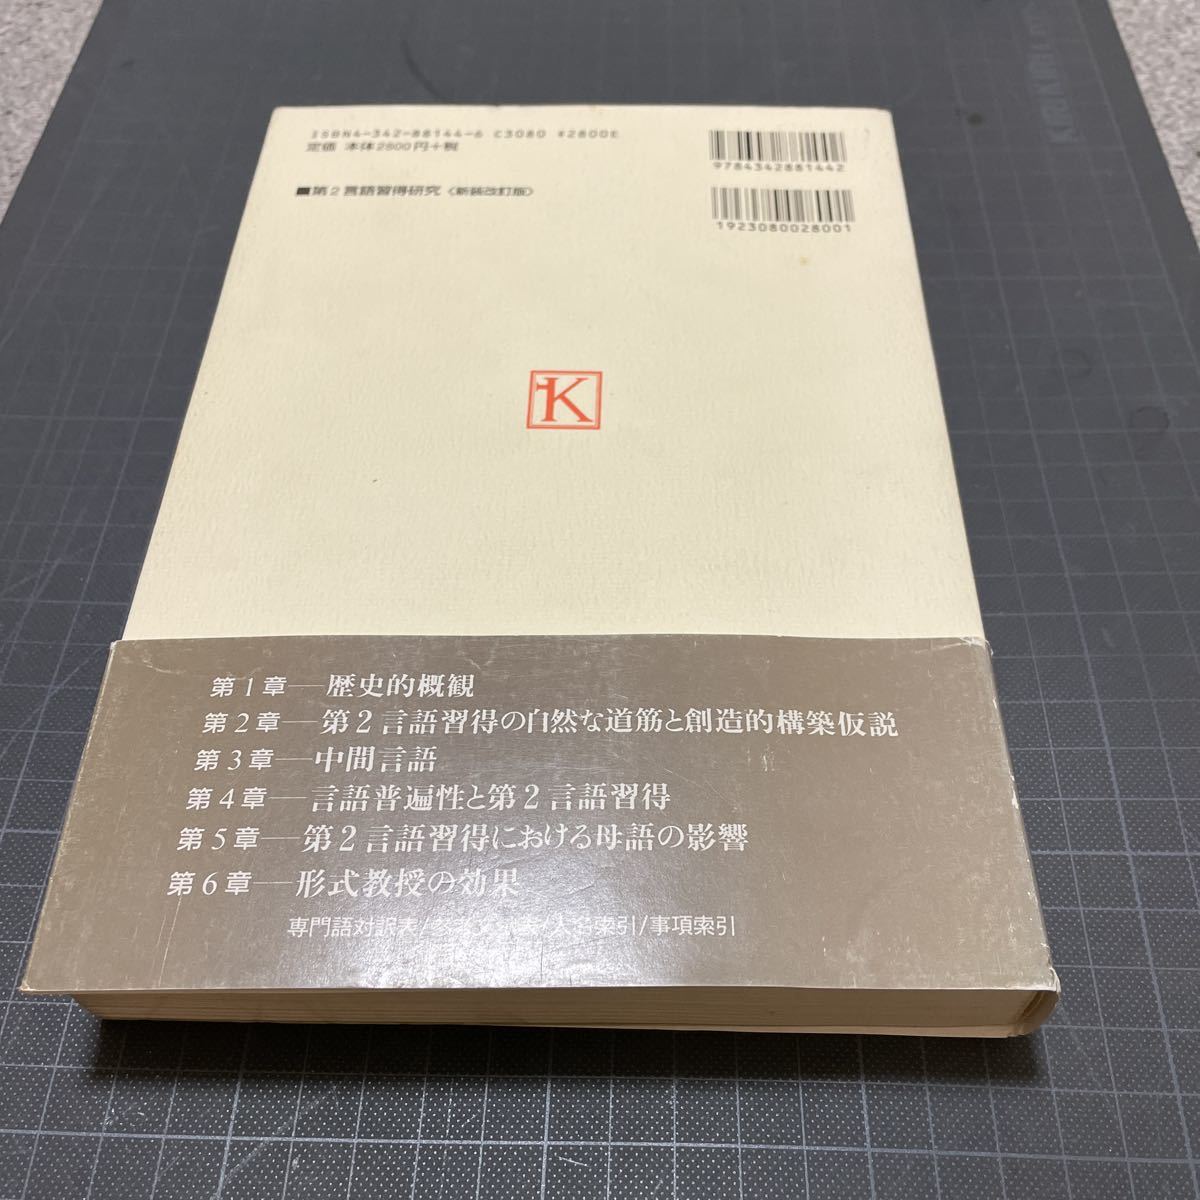 ISBN4-342-88144-6 C3080 ¥2800E
定価 本体2800円+税
9784342881442
■第2言語習得研究〈新装改訂版〉
1923080028001
K
第1章―歴史的概観
第2章―第2言語習得の自然な道筋と創造的構築仮説
第3章―中間言語
第4章―言語普遍性と第2言語習得
第5章―第2言語習得における母語の影響
第6章―形式教授の効果
専門語対訳表/参考文献表/人名索引/事項索引